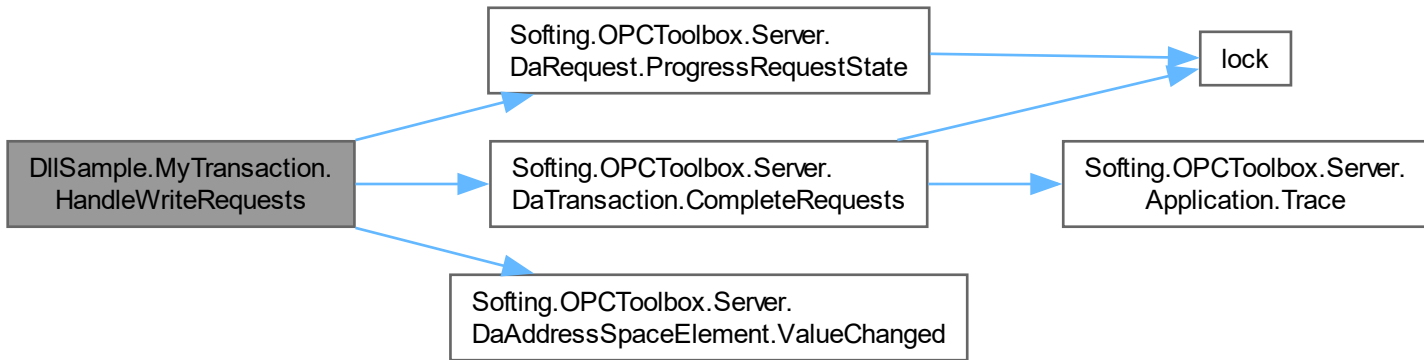 Softing.OPCToolbox.Server.
DaRequest.ProgressRequestState
lock
DllSample.MyTransaction.
HandleWriteRequests
Softing.OPCToolbox.Server.
DaTransaction.CompleteRequests
Softing.OPCToolbox.Server.
Application.Trace
Softing.OPCToolbox.Server.
DaAddressSpaceElement.ValueChanged